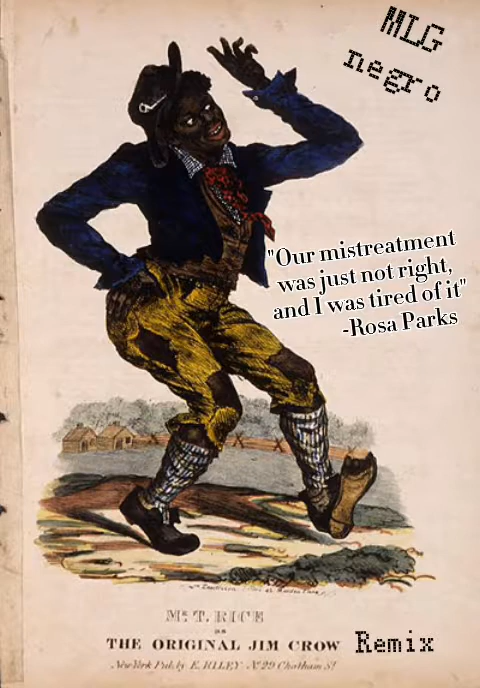 MLG
negro
"Our mistreatment
was just not right,
and I was tired of it"
-Rosa Parks
Mr. T. RICE
as
THE ORIGINAL JIM CROW Remix
New York Pub. by E. RILEY No 29 Chatham St